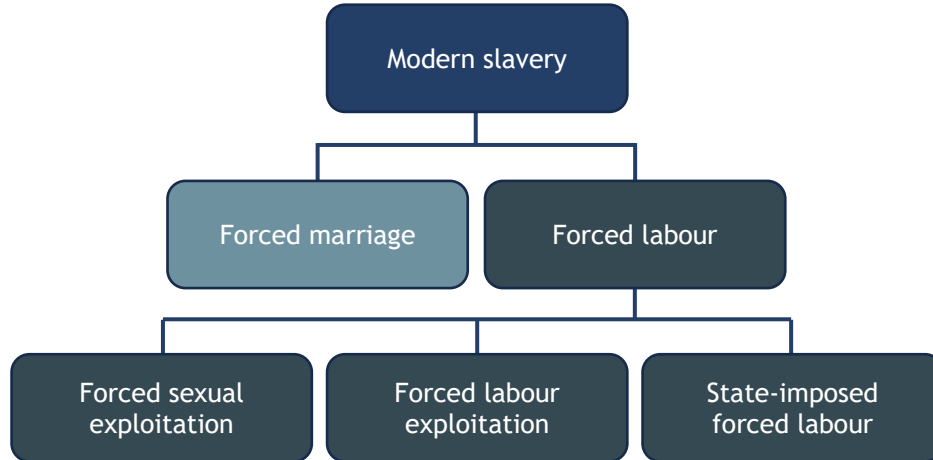 Modern slavery
Forced marriage
Forced labour
Forced sexual
exploitation
Forced labour
exploitation
State-imposed
forced labour